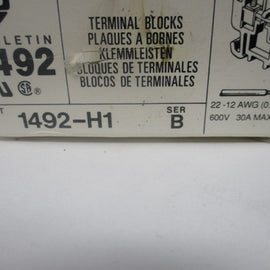 LETIN
492
TERMINAL BLOCKS
PLAQUES A BORNES
KLEMMLEISTEN
BLOQUES DE TERMINALES
BLOCOS DE TERMINALES
T 1492-H1
SER
B
22-12 AWG (0.
600V 30A MAX